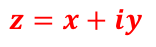 z = x + iy